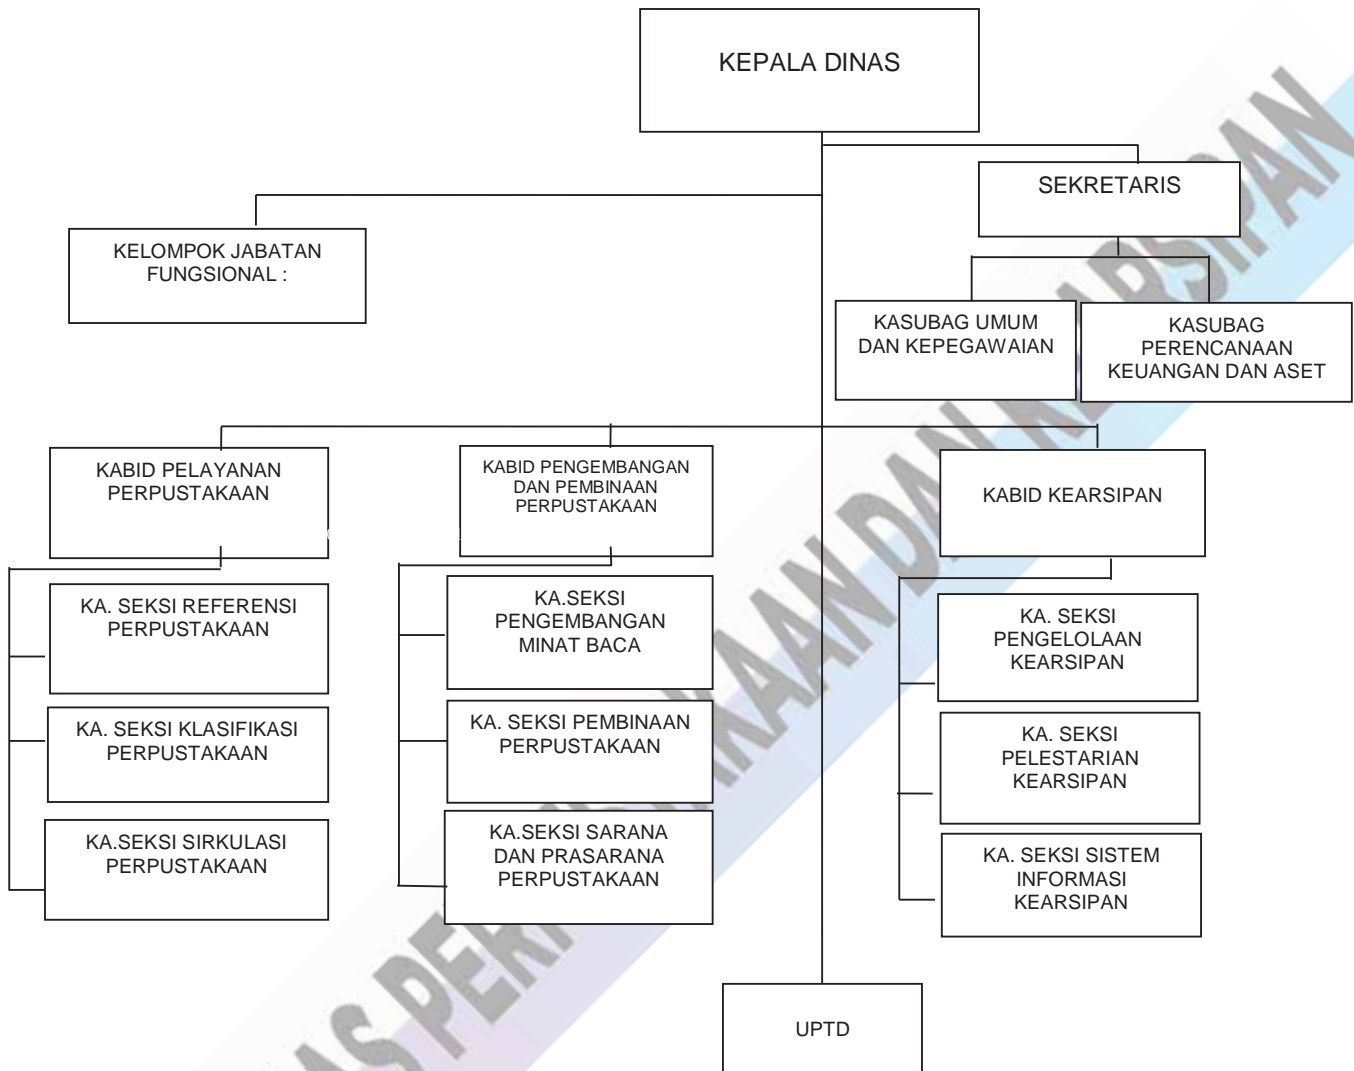 KEPALA DINAS
SEKRETARIS
KELOMPOK JABATAN
FUNGSIONAL :
KASUBAG UMUM
DAN KEPEGAWAIAN
KASUBAG
PERENCANAAN
KEUANGAN DAN ASET
KABID PELAYANAN
PERPUSTAKAAN
KABID PENGEMBANGAN
DAN PEMBINAAN
PERPUSTAKAAN
KABID KEARSIPAN
KA. SEKSI REFERENSI
PERPUSTAKAAN
KA. SEKSI KLASIFIKASI
PERPUSTAKAAN
KA.SEKSI SIRKULASI
PERPUSTAKAAN
KA.SEKSI
PENGEMBANGAN
MINAT BACA
KA. SEKSI PEMBINAAN
PERPUSTAKAAN
KA.SEKSI SARANA
DAN PRASARANA
PERPUSTAKAAN
KA. SEKSI
PENGELOLAAN
KEARSIPAN
KA. SEKSI
PELESTARIAN
KEARSIPAN
KA. SEKSI SISTEM
INFORMASI
KEARSIPAN
UPTD